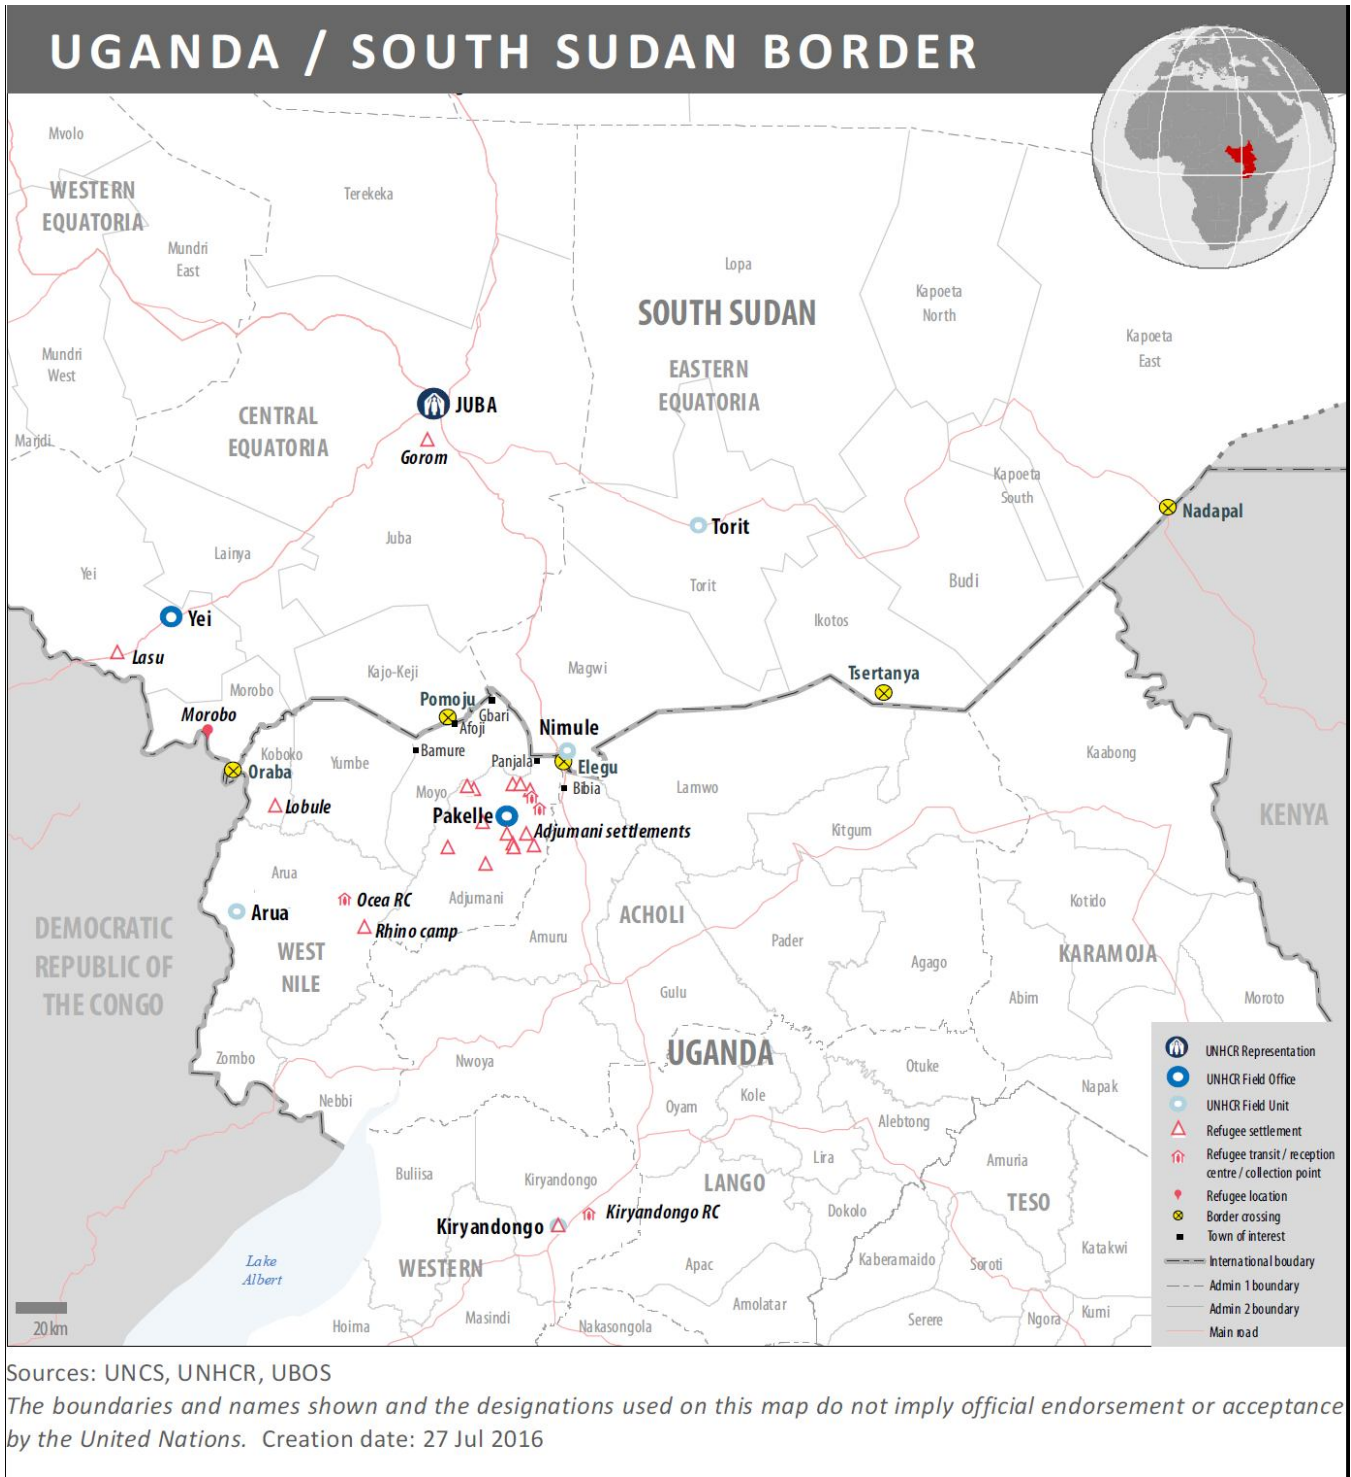 UGANDA / SOUTH SUDAN BORDER
Mvolo
WESTERN
EQUATORIA
Terekeka
Mundri
East
Lopa
SOUTH SUDAN
Kapoeta
North
Kapoeta
East
Mundri
West
EASTERN
EQUATORIA
CENTRAL
EQUATORIA
JUBA
Maridi
Gorom
Kapoeta
South
Nadapal
Torit
Juba
Lainya
Yei
Torit
Budi
Ikotos
Yei
Lasu
Kajo-Keji
Magwi
Tsertanya
Morobo
Pomoju
Morobo
Gbari
Afoji
Nimule
Koboko
Yumbe
Bamure
Panjala
Elegu
Kaabong
Oraba
Bibia
Lamwo
Moyo
Lobule
Pakelle
Adjumani settlements
Kitgum
KENYA
Arua
Adjumani
Ocea RC
Arua
Rhino camp
ACHOLI
Kotido
DEMOCRATIC
REPUBLIC OF
THE CONGO
WEST
NILE
Amuru
Pader
Agago
KARAMOJA
Gulu
Abim
Moroto
Zombo
Nwoya
UGANDA
Otuke
Napak
Nebbi
Oyam
Kole
Alebtong
Buliisa
Kiryandongo
Lira
LANGO
Amuria
TESO
Kiryandongo
Kiryandongo RC
Dokolo
Lake
Albert
WESTERN
Apac
Kaberamaido
Soroti
Katakwi
Amolatar
Masindi
Hoima
Nakasongola
Serere
Ngora
Kumi
20 km
UNHCR Representation
UNHCR Field Office
UNHCR Field Unit
Refugee settlement
Refugee transit / reception
centre / collection point
Refugee location
Border crossing
Town of interest
International boudary
Admin 1 boundary
Admin 2 boundary
Main road
Sources: UNCS, UNHCR, UBOS
The boundaries and names shown and the designations used on this map do not imply official endorsement or acceptance
by the United Nations. Creation date: 27 Jul 2016